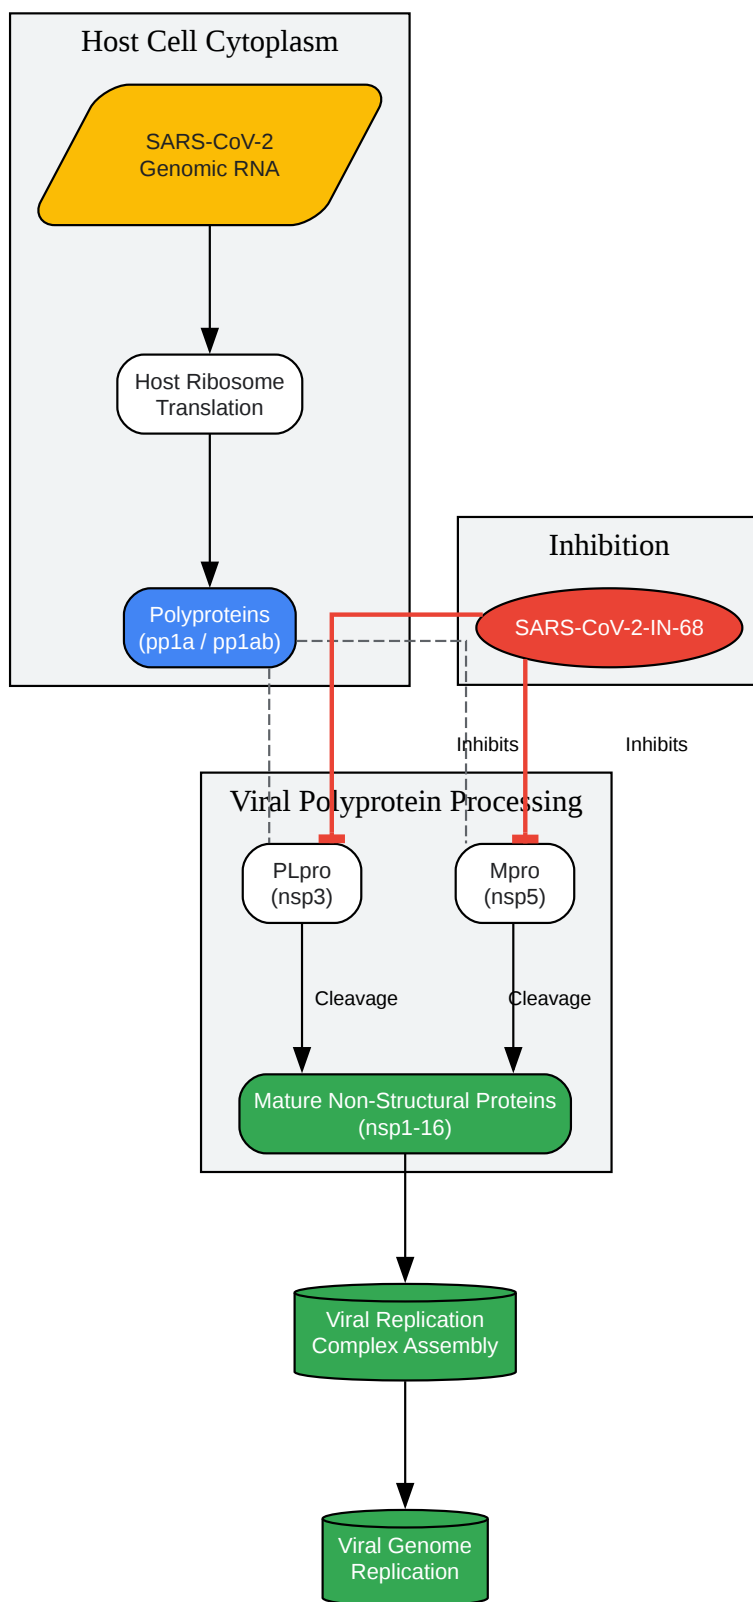 Host Cell Cytoplasm
SARS-CoV-2
Genomic RNA
Host Ribosome
Translation
Inhibition
Polyproteins
(pp1a / pp1ab)
SARS-CoV-2-IN-68
Inhibits
Inhibits
Viral Polyprotein Processing
PLpro
(nsp3)
Mpro
(nsp5)
Cleavage
Cleavage
Mature Non-Structural Proteins
(nsp1-16)
Viral Replication
Complex Assembly
Viral Genome
Replication